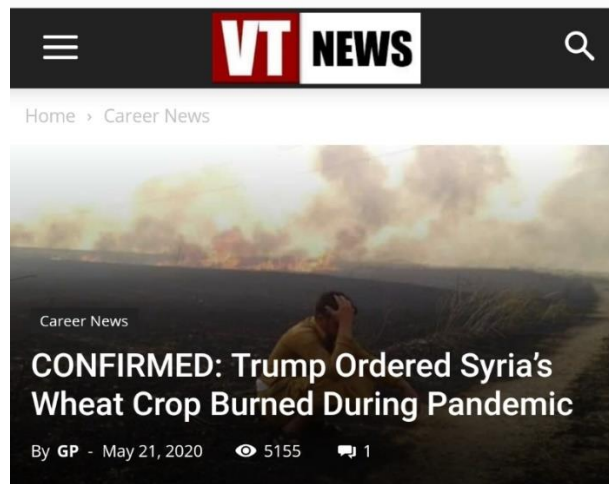 VT NEWS
Home › Career News
Career News
CONFIRMED: Trump Ordered Syria's
Wheat Crop Burned During Pandemic
By GP - May 21, 2020 5155 1